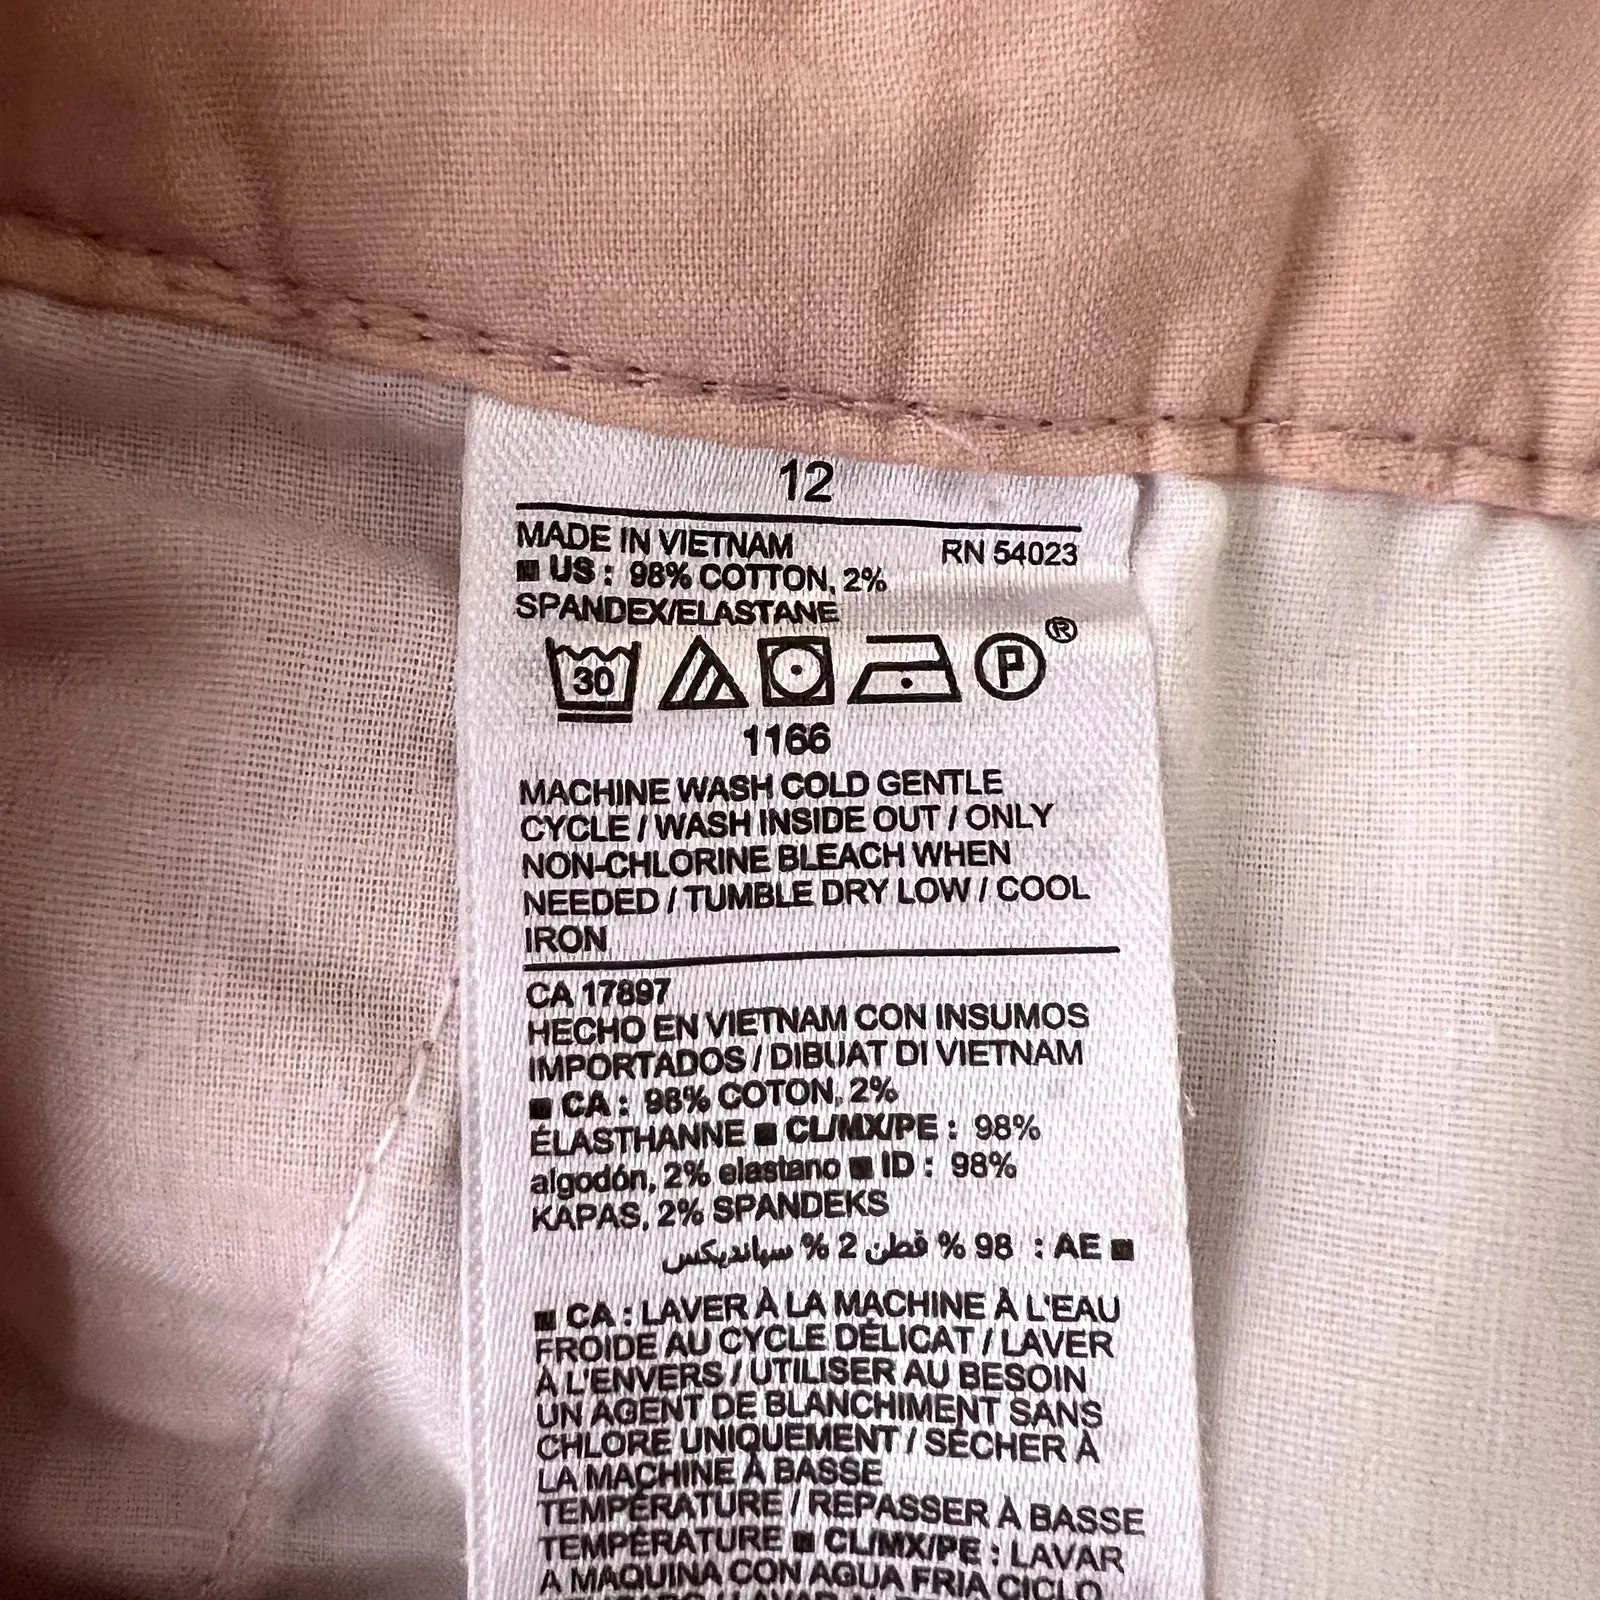 12
MADE IN VIETNAM RN 54023
■ US : 98% COTTON, 2%
SPANDEX/ELASTANE
30 P ®
1166
MACHINE WASH COLD GENTLE
CYCLE / WASH INSIDE OUT / ONLY
NON-CHLORINE BLEACH WHEN
NEEDED / TUMBLE DRY LOW / COOL
IRON
CA 17897
HECHO EN VIETNAM CON INSUMOS
IMPORTADOS / DIBUAT DI VIETNAM
■ CA : 98% COTON, 2%
ÉLASTHANNE ■ CL/MX/PE : 98%
algodón, 2% elastano ■ ID : 98%
KAPAS, 2% SPANDEKS
■ AE : 98 % قطن 2 % سباندیکس
■ CA : LAVER À LA MACHINE À L'EAU
FROIDE AU CYCLE DÉLICAT / LAVER
À L'ENVERS / UTILISER AU BESOIN
UN AGENT DE BLANCHIMENT SANS
CHLORE UNIQUEMENT / SÉCHER À
LA MACHINE À BASSE
TEMPÉRATURE / REPASSER À BASSE
TEMPÉRATURE ■ CL/MX/PE : LAVAR
A MAQUINA CON AGUA FRIA CICLO